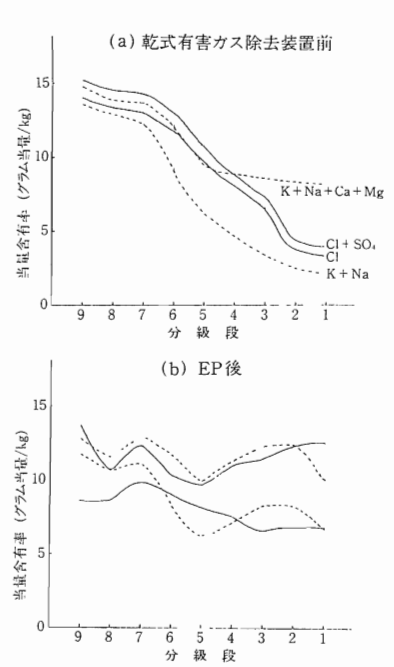 (a) 乾式有害ガス除去装置前
15
10
5
0
当量含有率 (グラム当量/kg)
K+Na+Ca+Mg
Cl+SO₄
Cl
K+Na
9 8 7 6 5 4 3 2 1
分級段
(b) EP後
15
10
5
0
当量含有率 (グラム当量/kg)
9 8 7 6 5 4 3 2 1
分級段